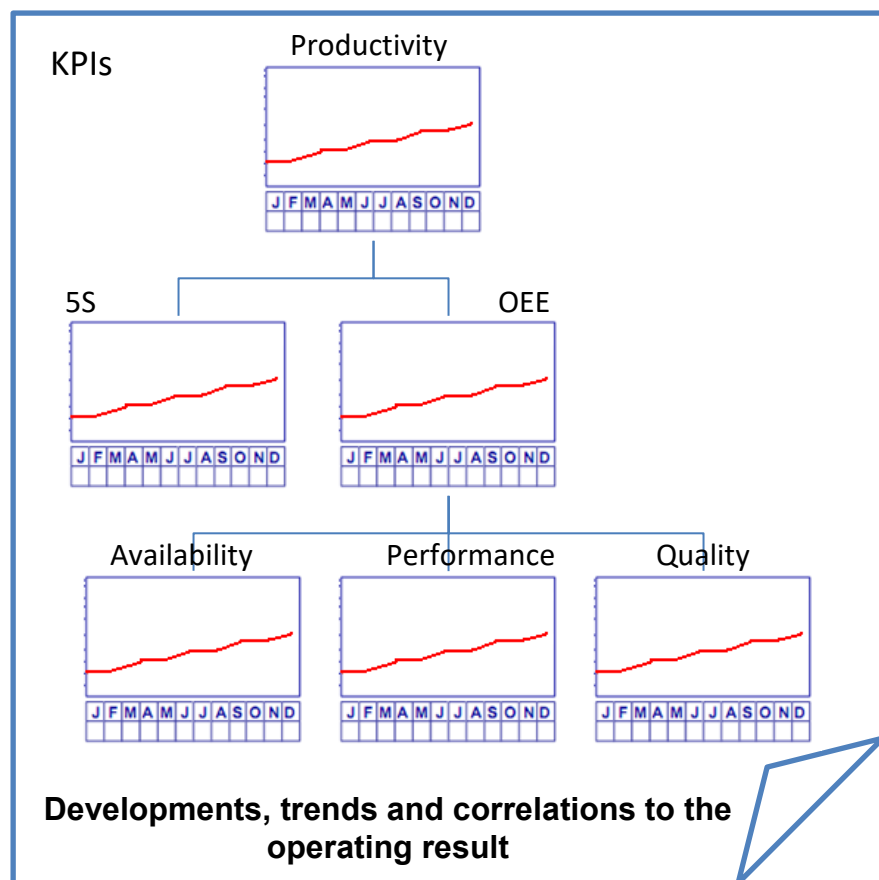 KPIs
Productivity
J F M A M J J A S O N D
5S
OEE
J F M A M J J A S O N D
J F M A M J J A S O N D
Availability
Performance
Quality
J F M A M J J A S O N D
J F M A M J J A S O N D
J F M A M J J A S O N D
Developments, trends and correlations to the
operating result